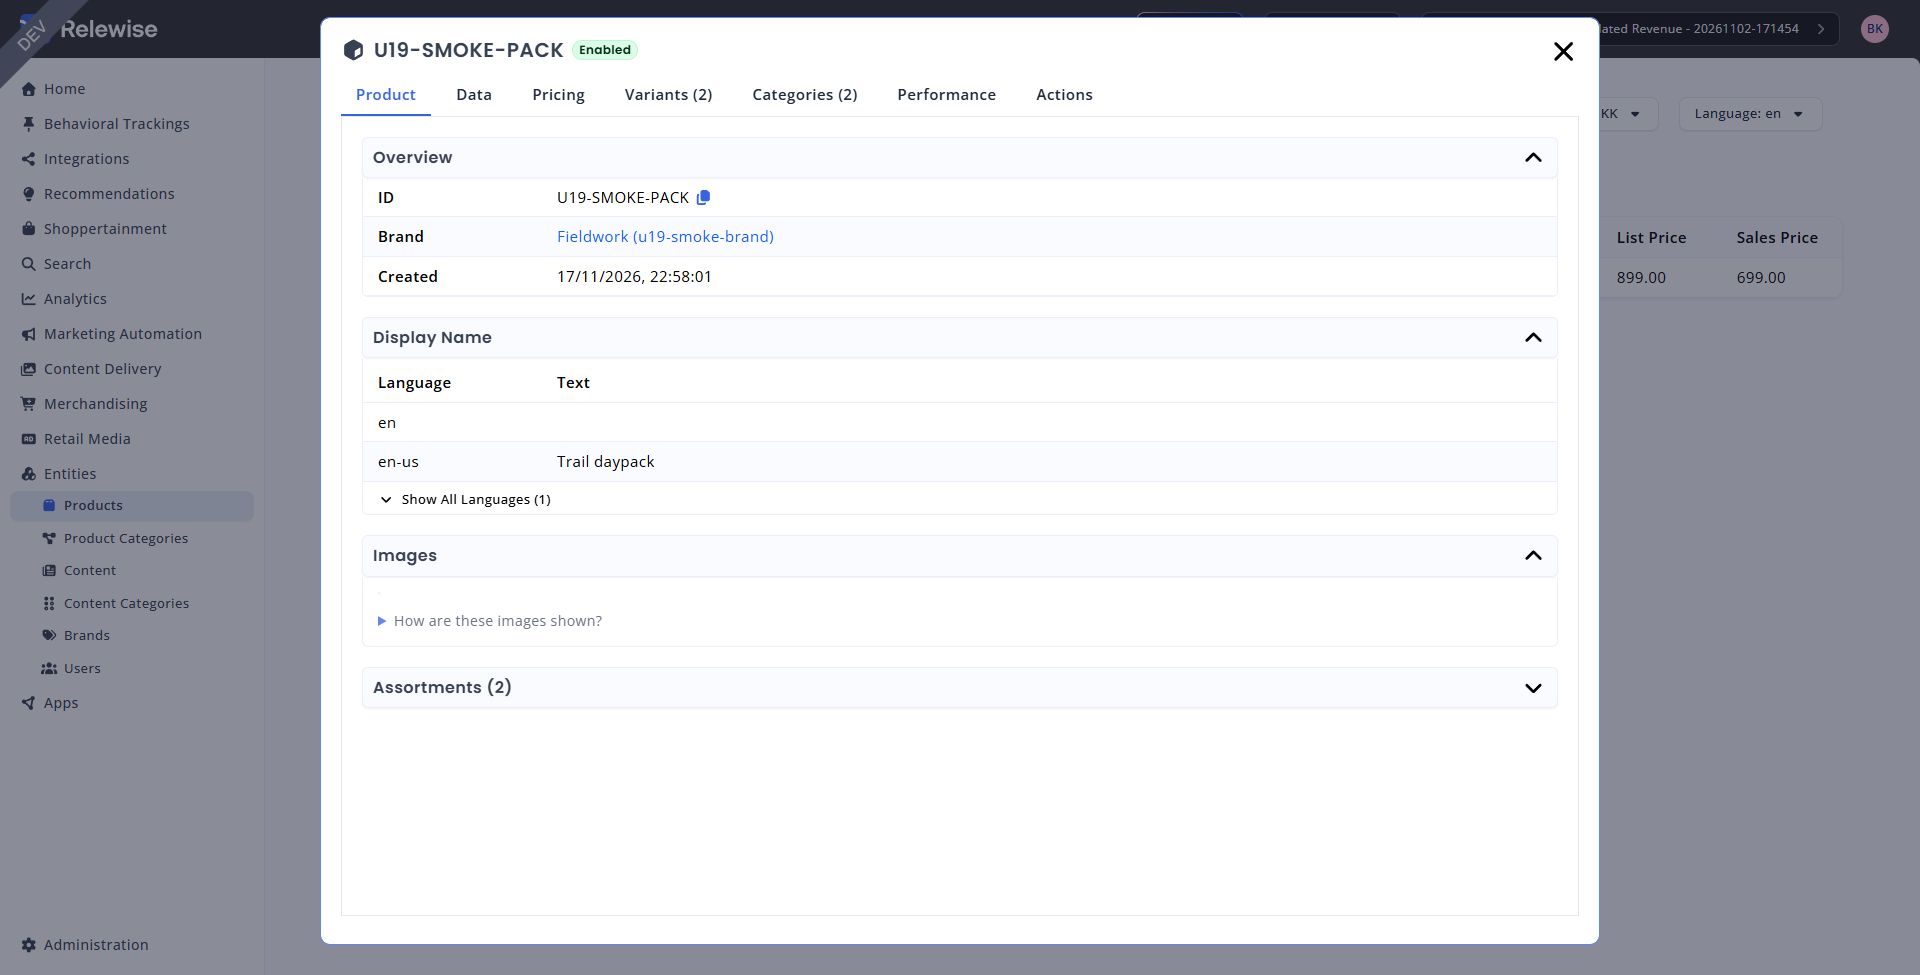 DEV
Relewise
ated Revenue - 20261102-171454
BK
Home
Behavioral Trackings
Integrations
Recommendations
Shoppertainment
Search
Analytics
Marketing Automation
Content Delivery
Merchandising
Retail Media
Entities
Products
Product Categories
Content
Content Categories
Brands
Users
Apps
Administration
U19-SMOKE-PACK Enabled
Product Data Pricing Variants (2) Categories (2) Performance Actions
Overview
ID U19-SMOKE-PACK
Brand Fieldwork (u19-smoke-brand)
Created 17/11/2026, 22:58:01
Display Name
Language Text
en
en-us Trail daypack
Show All Languages (1)
Images
How are these images shown?
Assortments (2)
KK
Language: en
List Price Sales Price
899.00 699.00